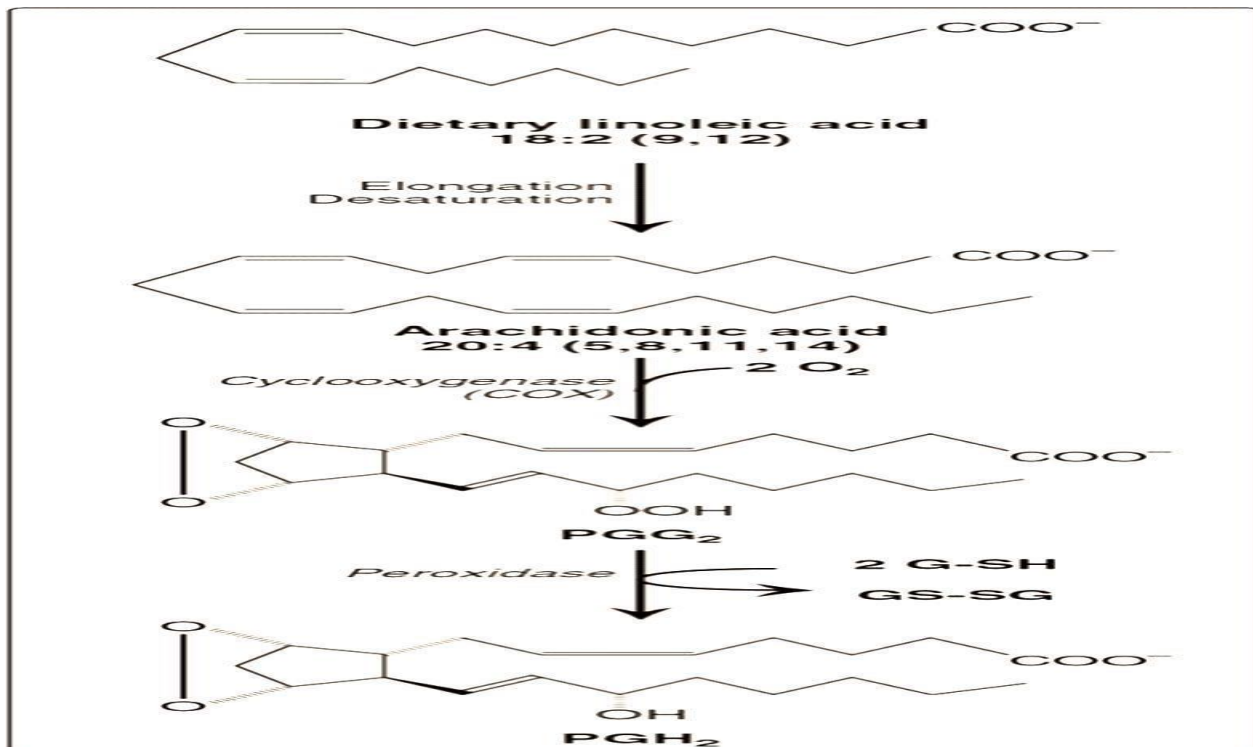 COO⁻
Dietary linoleic acid
18:2 (9,12)
Elongation
Desaturation
COO⁻
Arachidonic acid
20:4 (5,8,11,14)
Cyclooxygenase
(COX)
2 O₂
O
O
COO⁻
OOH
PGG₂
Peroxidase
2 G-SH
GS-SG
O
O
COO⁻
OH
PGH₂